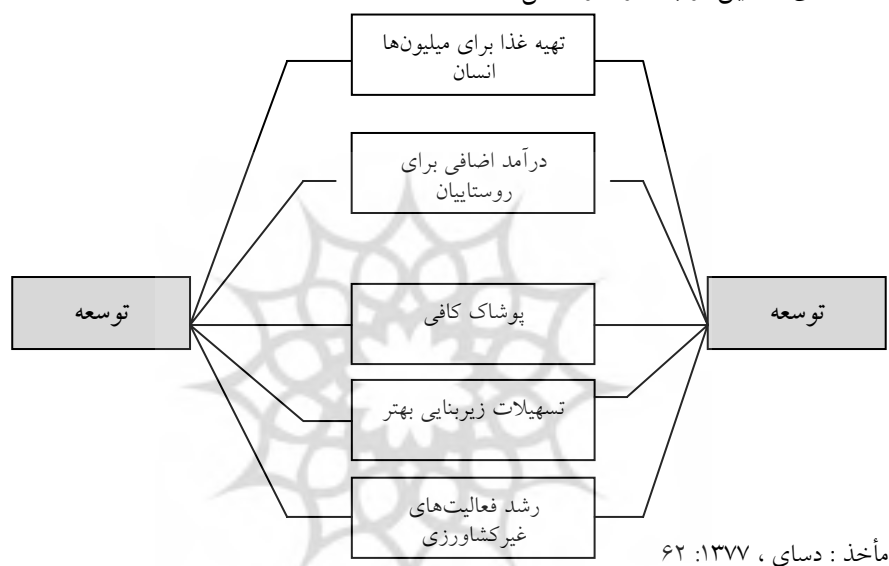 تهیه غذا برای میلیون‌ها
انسان
درآمد اضافی برای
روستاییان
توسعه
پوشاک کافی
توسعه
تسهیلات زیربنایی بهتر
رشد فعالیت‌های
غیرکشاورزی
مأخذ : دسای ، ۱۳۷۷: ۶۲